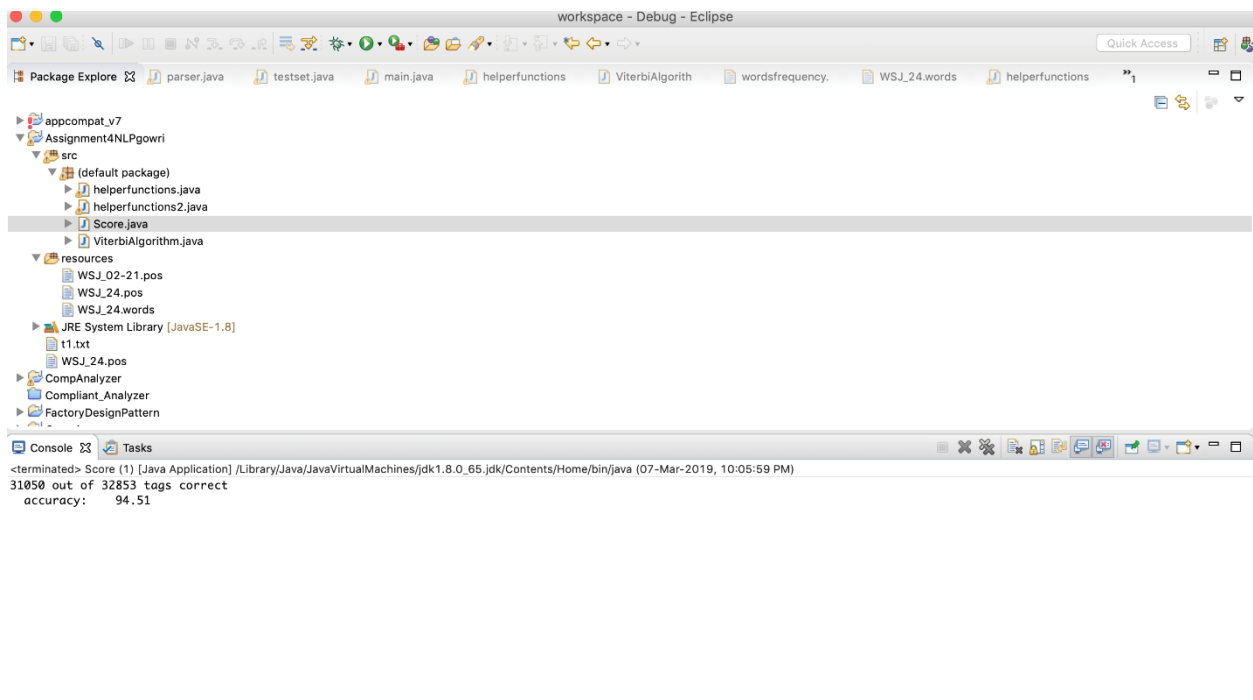 workspace - Debug - Eclipse
Quick Access
Package Explore parser.java testset.java main.java helperfunctions ViterbiAlgorith wordsfrequency. WSJ_24.words helperfunctions »1
appcompat_v7
Assignment4NLPgowri
src
(default package)
helperfunctions.java
helperfunctions2.java
Score.java
ViterbiAlgorithm.java
resources
WSJ_02-21.pos
WSJ_24.pos
WSJ_24.words
JRE System Library [JavaSE-1.8]
t1.txt
WSJ_24.pos
CompAnalyzer
Compliant_Analyzer
FactoryDesignPattern
Console Tasks
<terminated> Score (1) [Java Application] /Library/Java/JavaVirtualMachines/jdk1.8.0_65.jdk/Contents/Home/bin/java (07-Mar-2019, 10:05:59 PM)
31050 out of 32853 tags correct
accuracy: 94.51